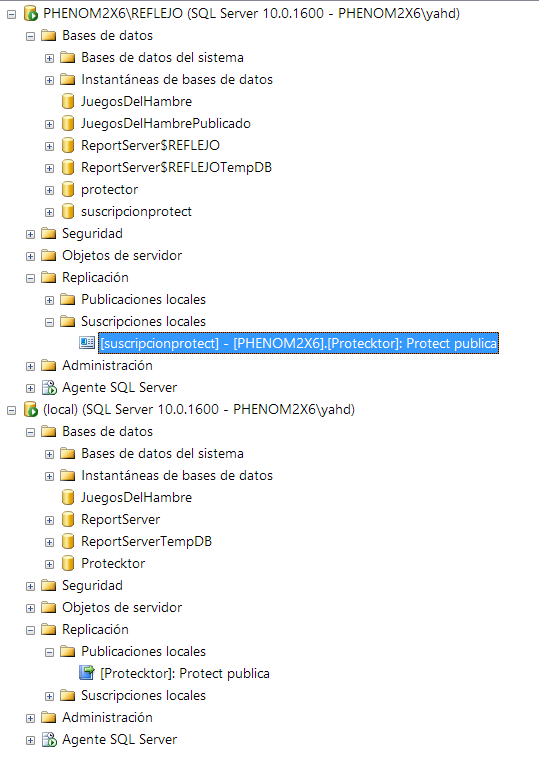 PHENOM2X6\REFLEJO (SQL Server 10.0.1600 - PHENOM2X6\yahd)
Bases de datos
Bases de datos del sistema
Instantáneas de bases de datos
JuegosDelHambre
JuegosDelHambrePublicado
ReportServer$REFLEJO
ReportServer$REFLEJOTempDB
protector
suscripcionprotect
Seguridad
Objetos de servidor
Replicación
Publicaciones locales
Suscripciones locales
[suscripcionprotect] - [PHENOM2X6].[Protecktor]: Protect publica
Administración
Agente SQL Server
(local) (SQL Server 10.0.1600 - PHENOM2X6\yahd)
Bases de datos
Bases de datos del sistema
Instantáneas de bases de datos
JuegosDelHambre
ReportServer
ReportServerTempDB
Protecktor
Seguridad
Objetos de servidor
Replicación
Publicaciones locales
[Protecktor]: Protect publica
Suscripciones locales
Administración
Agente SQL Server